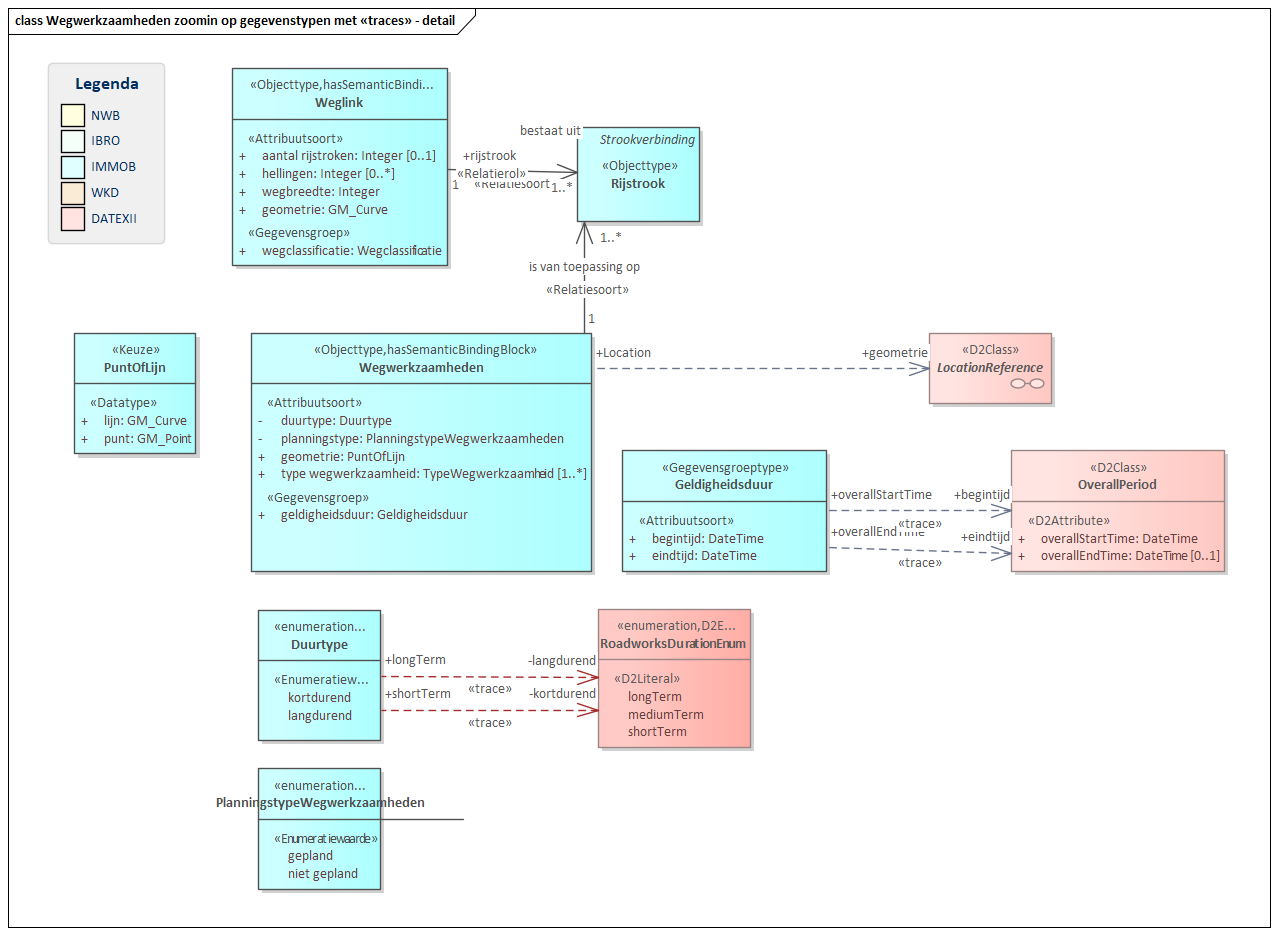 class Wegwerkzaamheden zoomin op gegevenstypen met «traces» - detail
Legenda
NWB
IBRO
IMMOB
WKD
DATEXII
«Objecttype,hasSemanticBindi...
Weglink
«Attribuutsoort»
+ aantal rijstroken: Integer [0..1]
+ hellingen: Integer [0..*]
+ wegbreedte: Integer
+ geometrie: GM_Curve
«Gegevensgroep»
+ wegclassificatie: Wegclassificatie
bestaat uit
+rijstrook
«Relatierol»
1
«Relatiesoort
1..*
Strookverbinding
«Objecttype»
Rijstrook
1..*
is van toepassing op
«Relatiesoort»
1
«Keuze»
PuntOfLijn
«Datatype»
+ lijn: GM_Curve
+ punt: GM_Point
«Objecttype,hasSemanticBindingBlock»
Wegwerkzaamheden
«Attribuutsoort»
- duurtype: Duurtype
- planningstype: PlanningstypeWegwerkzaamheden
+ geometrie: PuntOfLijn
+ type wegwerkzaamheid: TypeWegwerkzaamheid [1..*]
«Gegevensgroep»
+ geldigheidsduur: Geldigheidsduur
+Location
+geometrie
«D2Class»
LocationReference
«Gegevensgroeptype»
Geldigheidsduur
«Attribuutsoort»
+ begintijd: DateTime
+ eindtijd: DateTime
+overallStartTime
+begintijd
«trace»
+overallEndTime
+eindtijd
«trace»
«D2Class»
OverallPeriod
«D2Attribute»
+ overallStartTime: DateTime
+ overallEndTime: DateTime [0..1]
«enumeration...
Duurtype
«Enumeratiew...
kortdurend
langdurend
+longTerm
-langdurend
«trace»
+shortTerm
-kortdurend
«trace»
«enumeration,D2E...
RoadworksDurationEnum
«D2Literal»
longTerm
mediumTerm
shortTerm
«enumeration...
PlanningstypeWegwerkzaamheden
«Enumeratiewaarde»
gepland
niet gepland